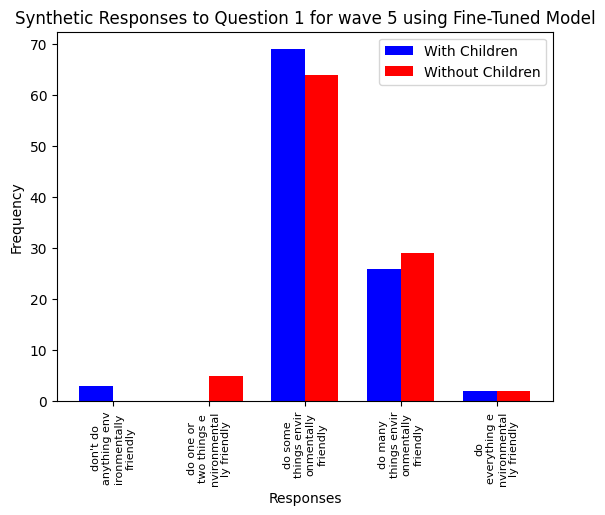 Synthetic Responses to Question 1 for wave 5 using Fine-Tuned Model
With Children
Without Children
Frequency
70
60
50
40
30
20
10
0
don't do
anything env
ironmentally
friendly
do one or
two things e
nvironmental
ly friendly
do some
things envir
onmentally
friendly
do many
things envir
onmentally
friendly
do
everything e
nvironmental
ly friendly
Responses